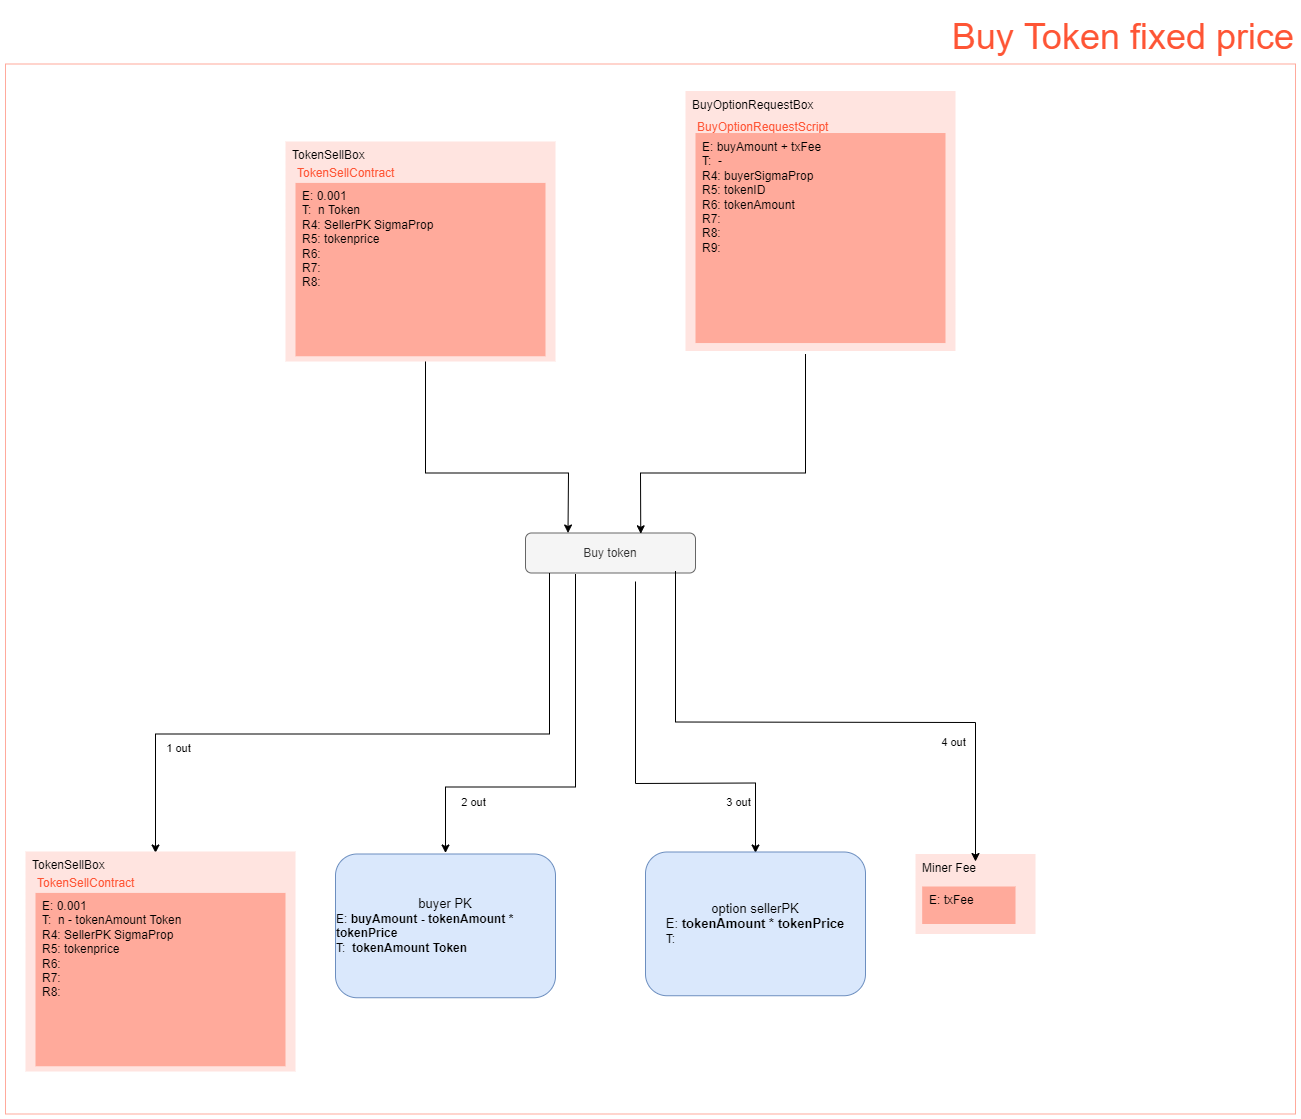 Buy Token fixed price
BuyOptionRequestBox
BuyOptionRequestScript
E: buyAmount + txFee
T: -
R4: buyerSigmaProp
R5: tokenID
R6: tokenAmount
R7:
R8:
R9:
TokenSellBox
TokenSellContract
E: 0.001
T: n Token
R4: SellerPK SigmaProp
R5: tokenprice
R6:
R7:
R8:
Buy token
1 out
2 out
3 out
4 out
TokenSellBox
TokenSellContract
E: 0.001
T: n - tokenAmount Token
R4: SellerPK SigmaProp
R5: tokenprice
R6:
R7:
R8:
buyer PK
E: buyAmount - tokenAmount *
tokenPrice
T: tokenAmount Token
option sellerPK
E: tokenAmount * tokenPrice
T:
Miner Fee
E: txFee